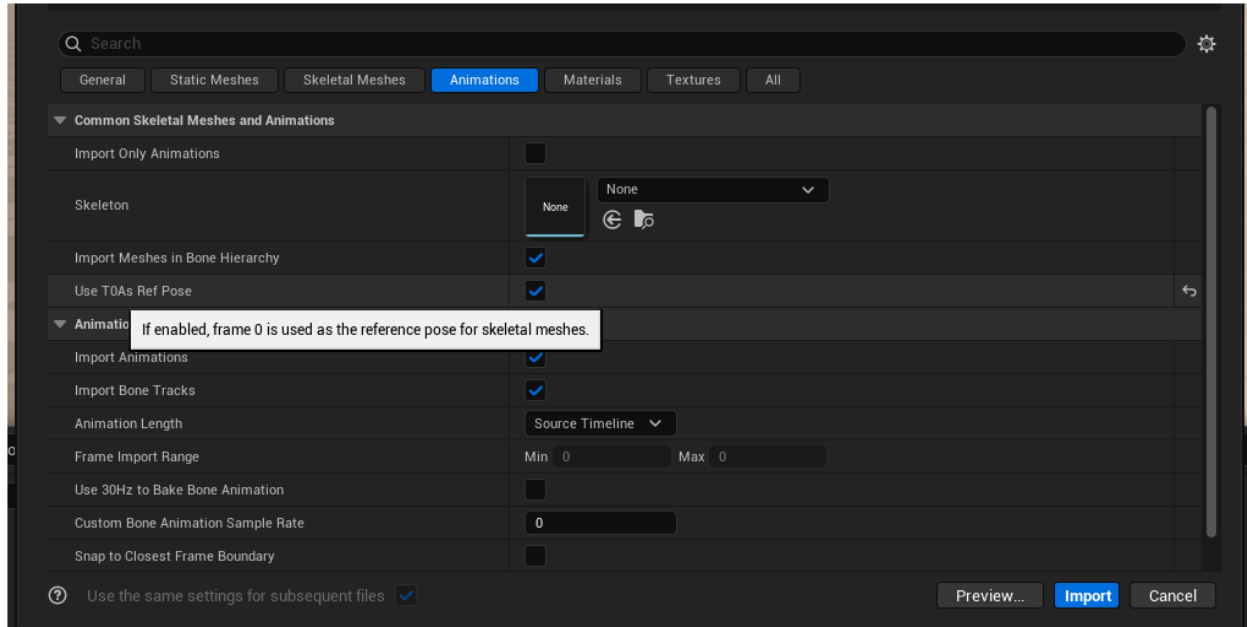 Search
General Static Meshes Skeletal Meshes Animations Materials Textures All
Common Skeletal Meshes and Animations
Import Only Animations
Skeleton None None
Import Meshes in Bone Hierarchy
Use T0As Ref Pose
Animatio
If enabled, frame 0 is used as the reference pose for skeletal meshes.
Import Animations
Import Bone Tracks
Animation Length Source Timeline
Frame Import Range Min 0 Max 0
Use 30Hz to Bake Bone Animation
Custom Bone Animation Sample Rate 0
Snap to Closest Frame Boundary
Use the same settings for subsequent files Preview... Import Cancel